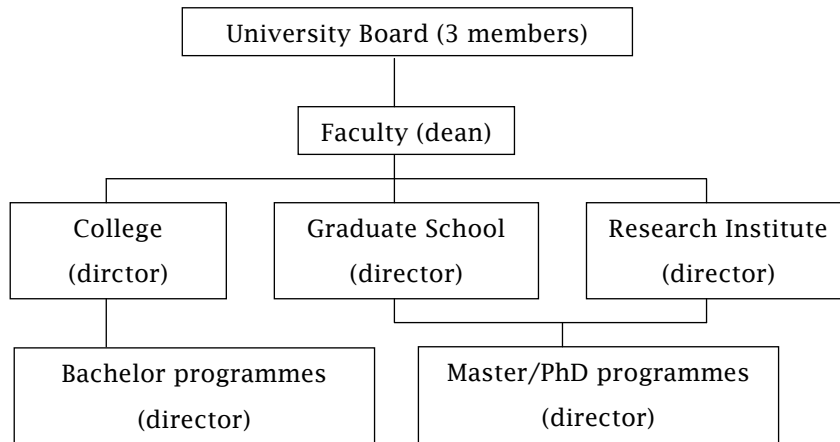 University Board (3 members)
Faculty (dean)
College
(dirctor)
Graduate School
(director)
Research Institute
(director)
Bachelor programmes
(director)
Master/PhD programmes
(director)